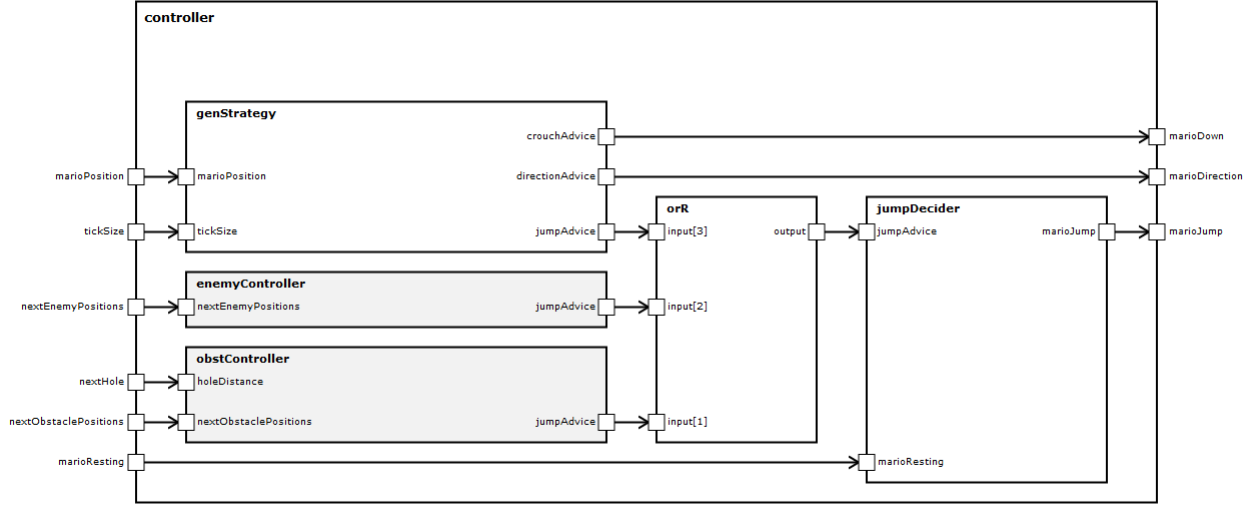 controller
genStrategy
crouchAdvice
marioDown
marioPosition
marioPosition
directionAdvice
marioDirection
orR
jumpDecider
tickSize
tickSize
jumpAdvice
input[3]
output
jumpAdvice
marioJump
marioJump
enemyController
nextEnemyPositions
nextEnemyPositions
jumpAdvice
input[2]
obstController
nextHole
holeDistance
nextObstaclePositions
nextObstaclePositions
jumpAdvice
input[1]
marioResting
marioResting